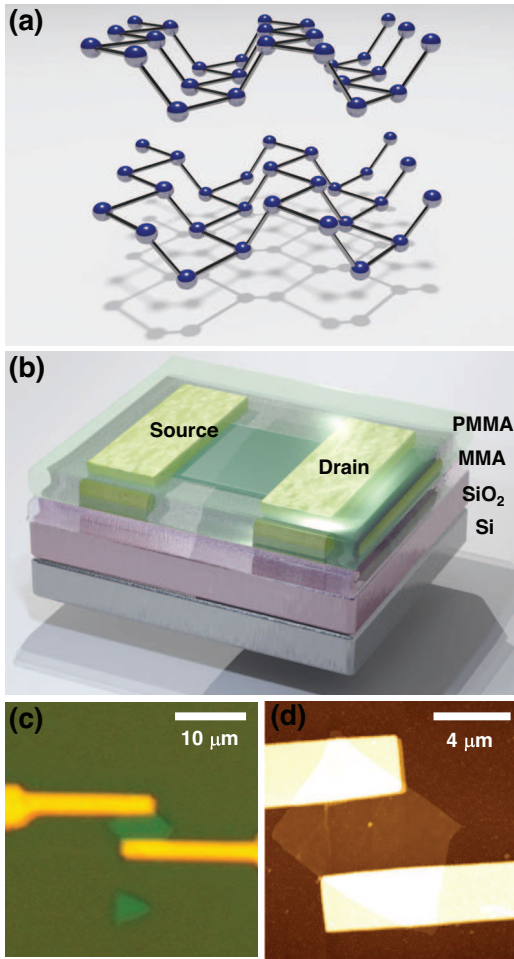 (a)
(b)
Source
Drain
PMMA
MMA
SiO₂
Si
(c)
10 μm
(d)
4 μm